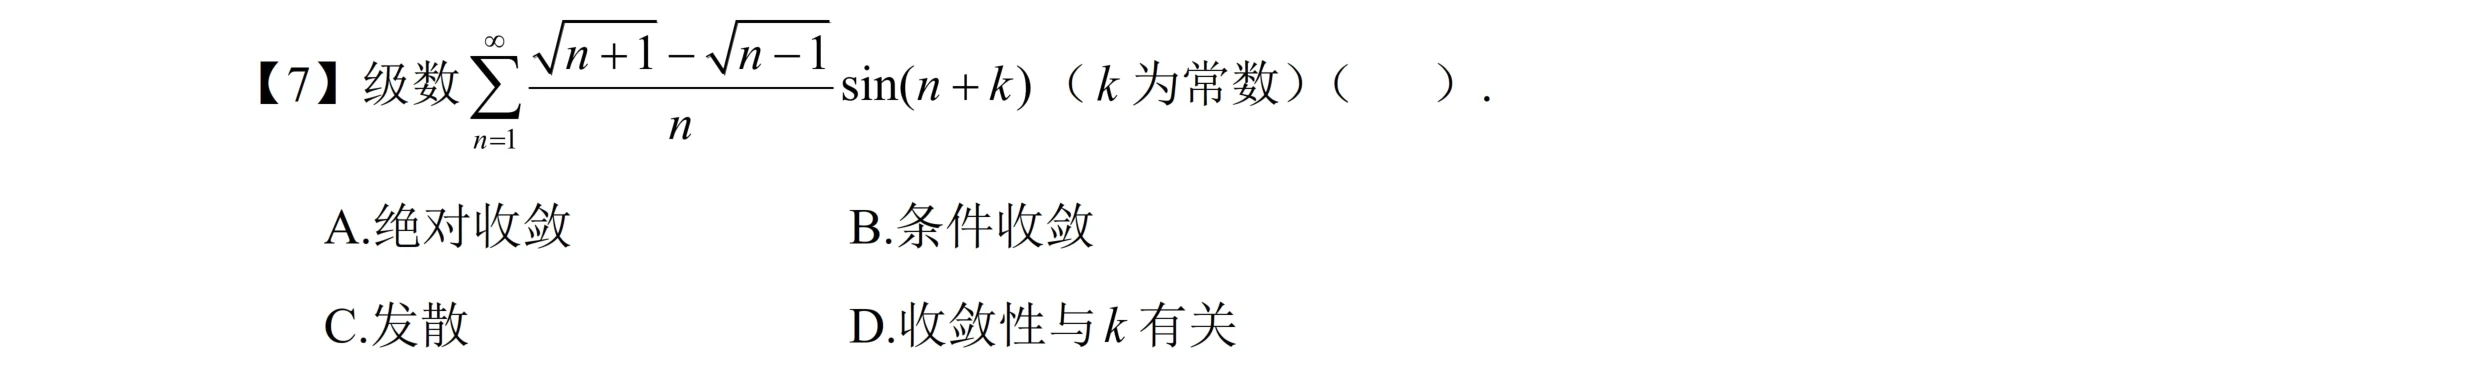 【7】级数 $\sum_{n=1}^{\infty} \frac{\sqrt{n+1}-\sqrt{n-1}}{n} \sin(n+k)$（k 为常数）（　　）.
A.绝对收敛　　B.条件收敛
C.发散　　D.收敛性与 k 有关